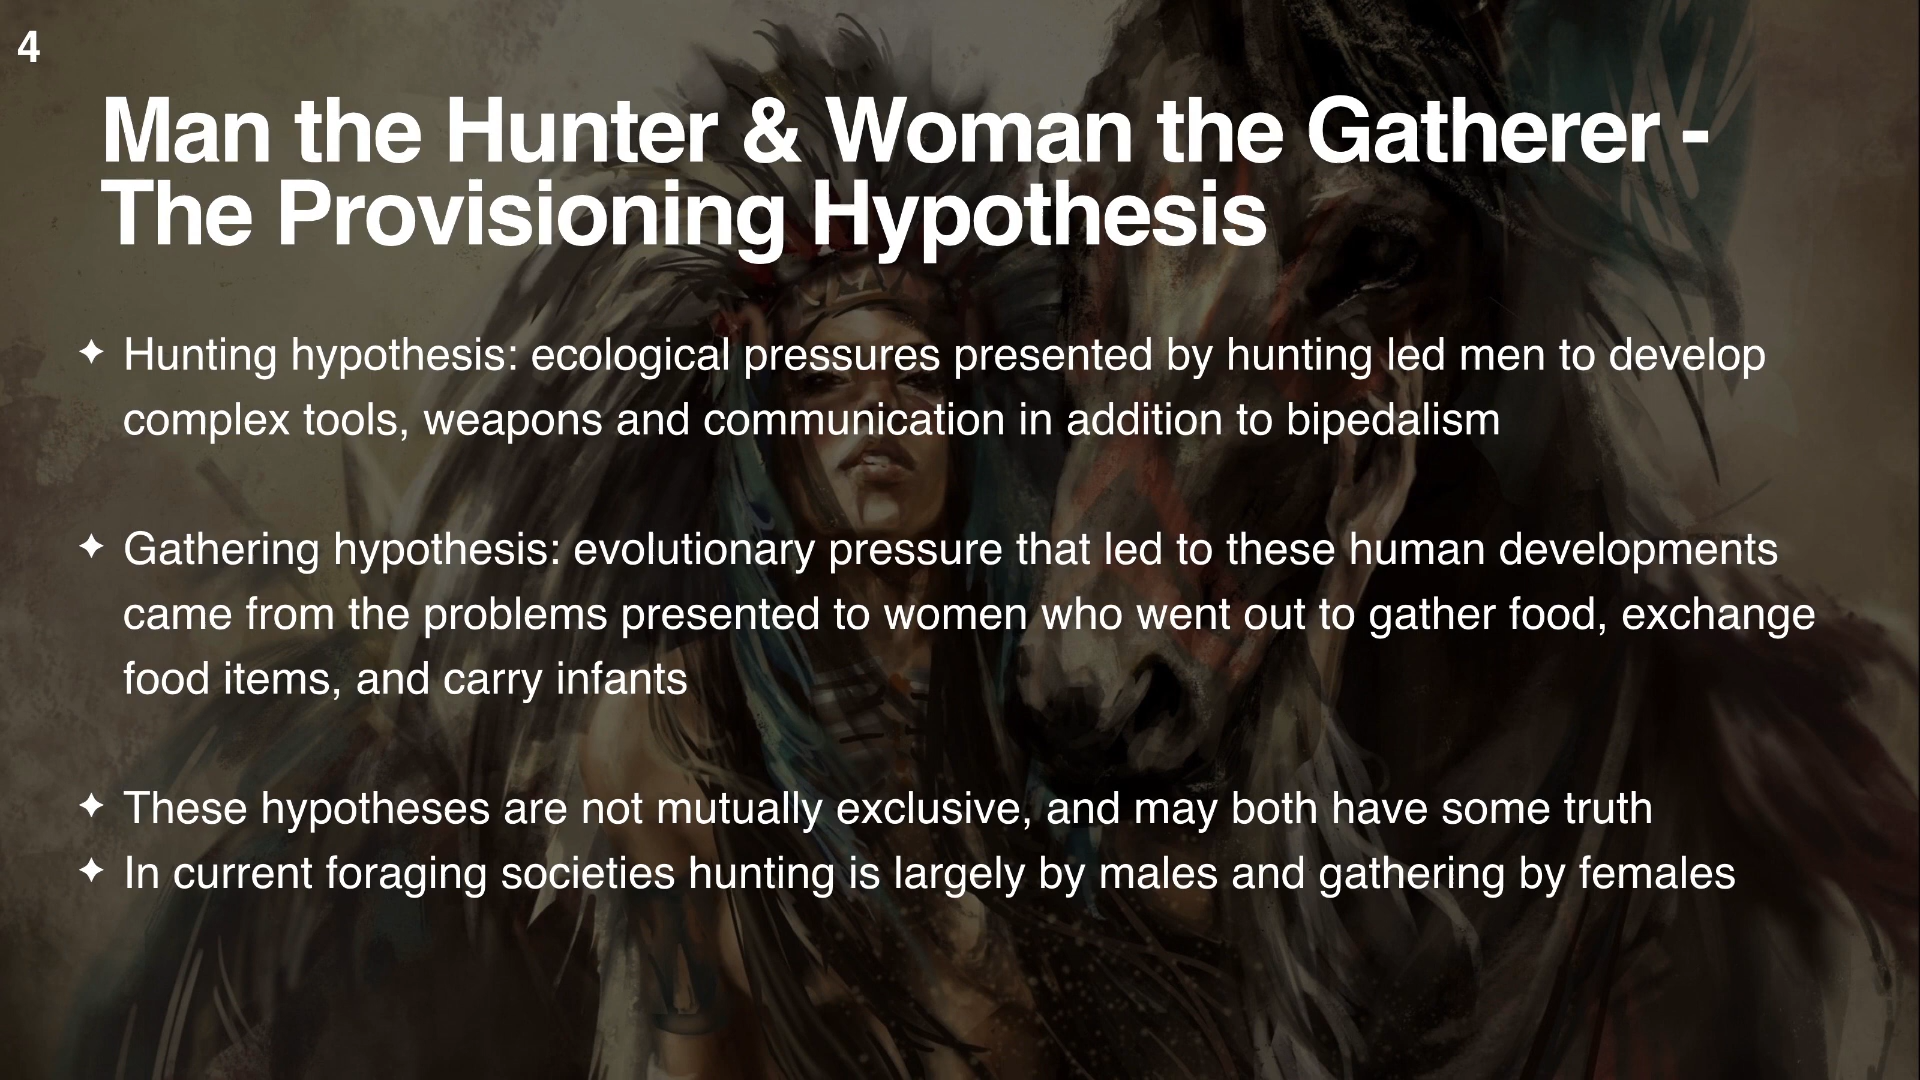 4
Man the Hunter & Woman the Gatherer -
The Provisioning Hypothesis
✦ Hunting hypothesis: ecological pressures presented by hunting led men to develop
complex tools, weapons and communication in addition to bipedalism
✦ Gathering hypothesis: evolutionary pressure that led to these human developments
came from the problems presented to women who went out to gather food, exchange
food items, and carry infants
✦ These hypotheses are not mutually exclusive, and may both have some truth
✦ In current foraging societies hunting is largely by males and gathering by females